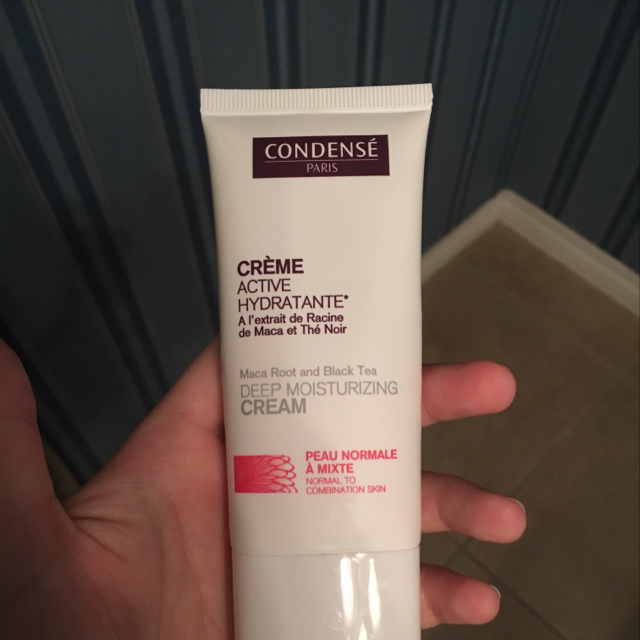 CONDENSÉ
PARIS
CRÈME
ACTIVE
HYDRATANTE*
A l'extrait de Racine
de Maca et Thé Noir
Maca Root and Black Tea
DEEP MOISTURIZING
CREAM
PEAU NORMALE
À MIXTE
NORMAL TO
COMBINATION SKIN